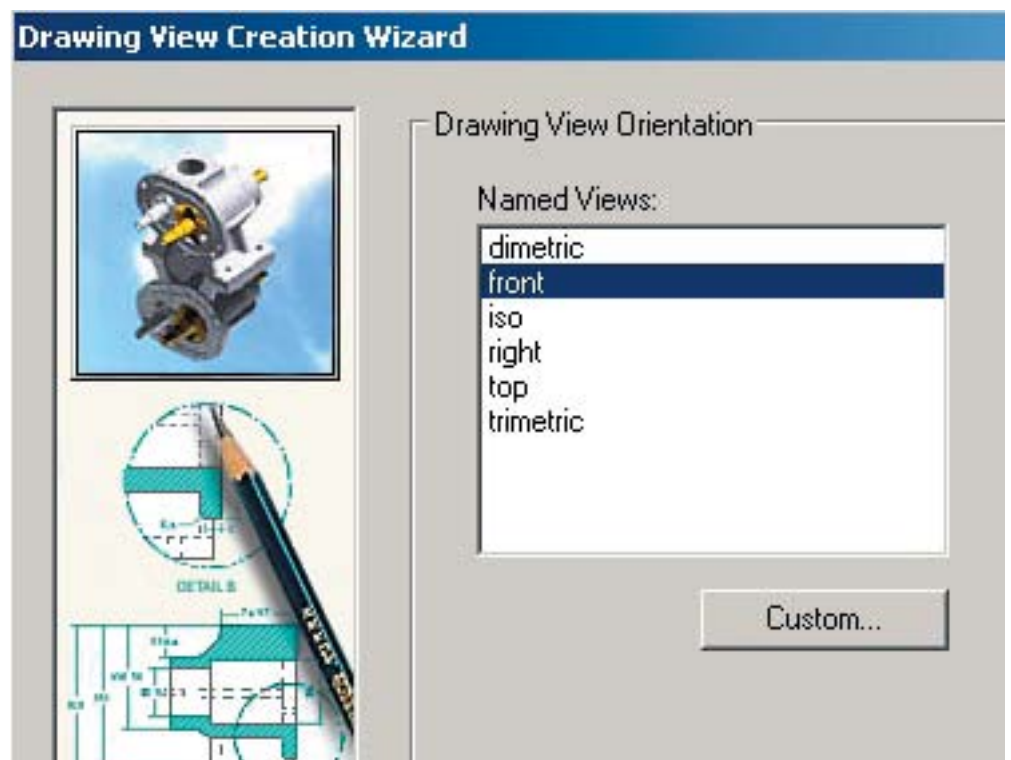 Drawing View Creation Wizard
Drawing View Orientation
Named Views:
dimetric
front
iso
right
top
trimetric
Custom...
DETAIL B